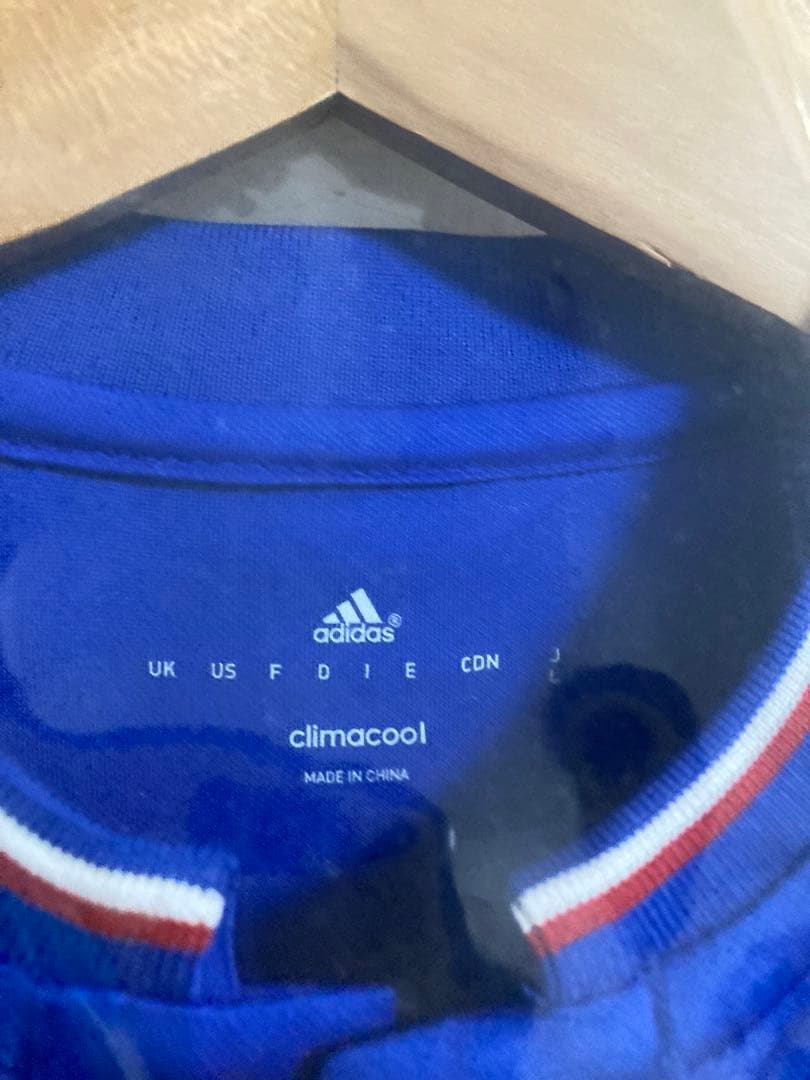 adidas®
UK US F D I E CDN J
climacool
MADE IN CHINA